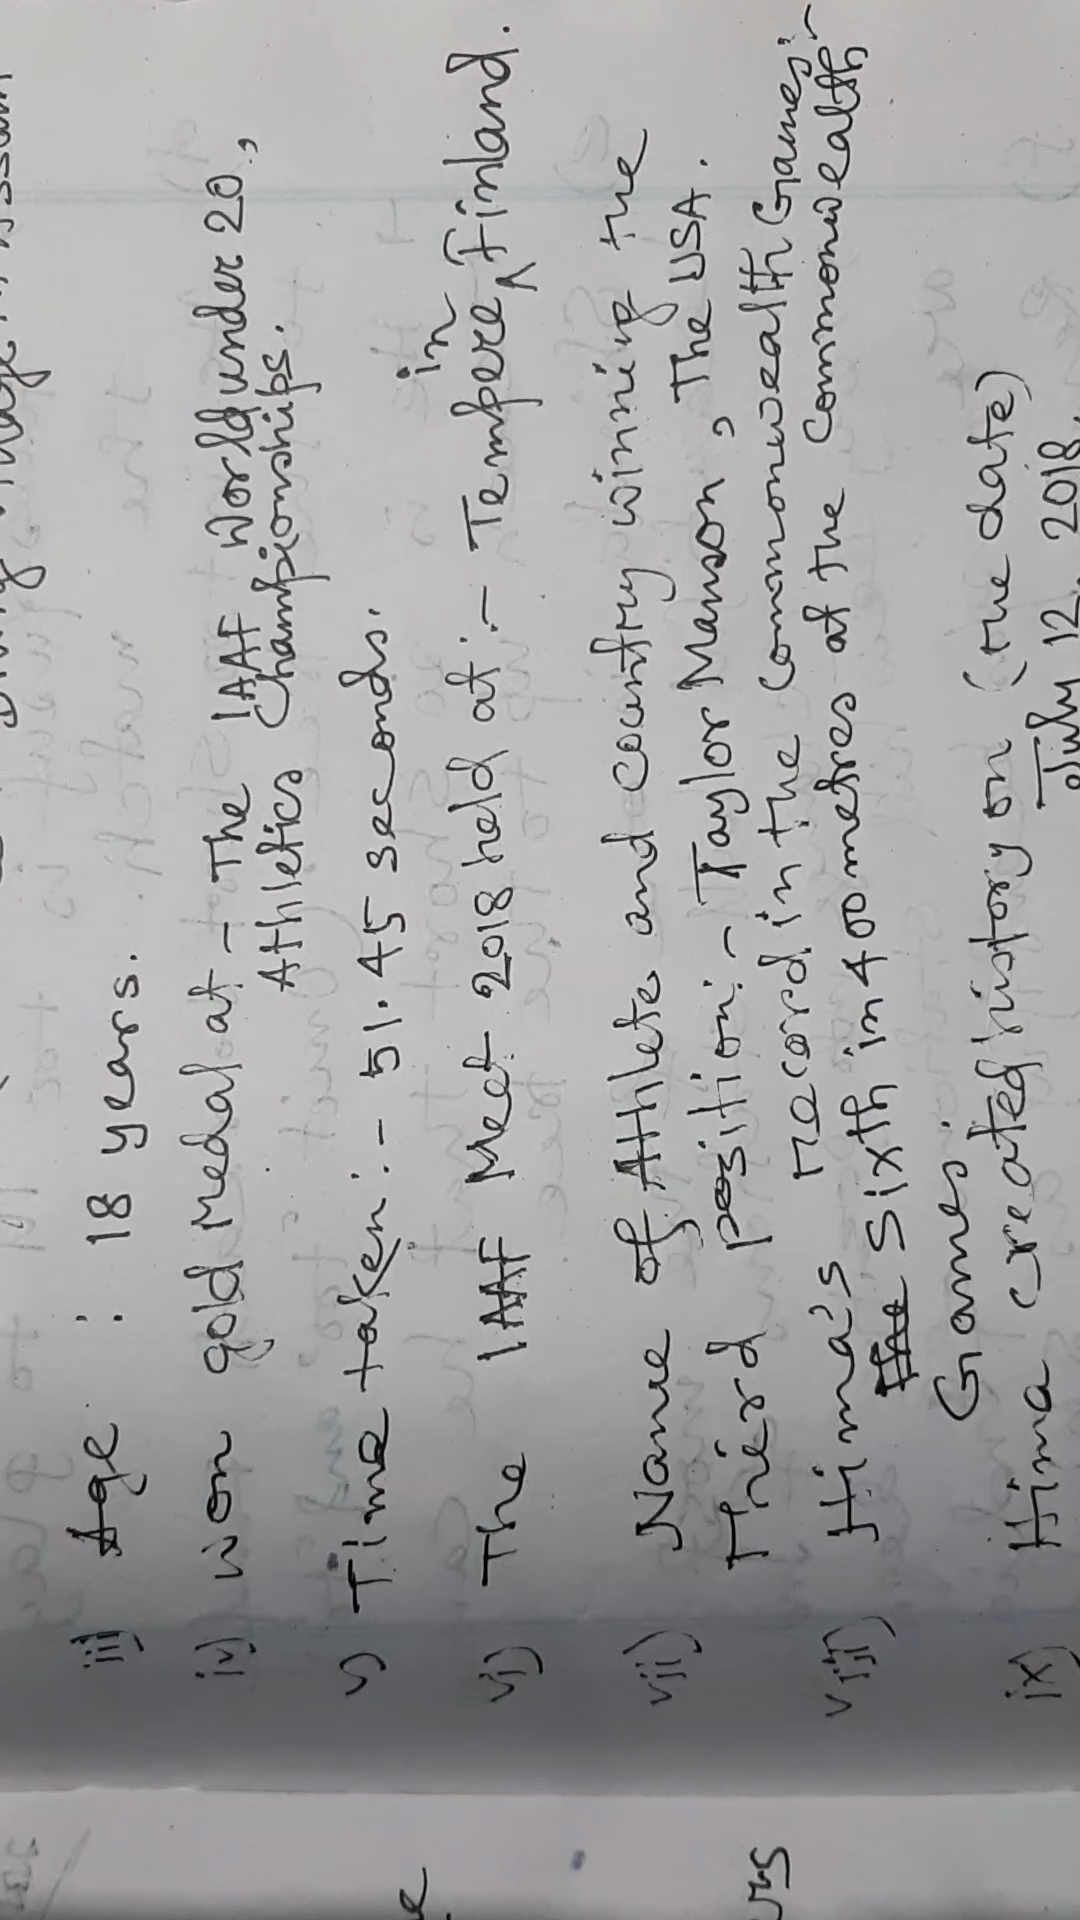 iii) Age : 18 years.
iv) won gold Medal at - The IAAF World under 20,
Athletics Championships.
v) Time taken :- 51.45 seconds.
in
vi) The IAAF Meet 2018 held at :- Tempere, Finland.
vii) Name of Athlete and country wining the
Third position :- Taylor Manson, The USA.
viii) Hima's record in the Commonwealth Games :-
Sixth in 400 metres at the Commonwealth
Games.
ix) Hima created history on (the date)
July 12, 2018.